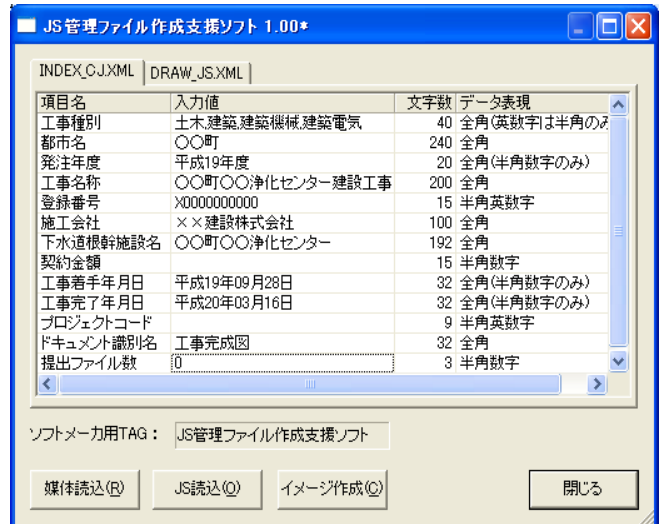 JS管理ファイル作成支援ソフト 1.00*
INDEX_CJ.XML DRAW_JS.XML
項目名 入力値 文字数 データ表現
工事種別 土木,建築,建築機械,建築電気 40 全角(英数字は半角のみ
都市名 〇〇町 240 全角
発注年度 平成19年度 20 全角(半角数字のみ)
工事名称 〇〇町〇〇浄化センター建設工事 200 全角
登録番号 X0000000000 15 半角英数字
施工会社 ××建設株式会社 100 全角
下水道根幹施設名 〇〇町〇〇浄化センター 192 全角
契約金額 15 半角数字
工事着手年月日 平成19年09月28日 32 全角(半角数字のみ)
工事完了年月日 平成20年03月16日 32 全角(半角数字のみ)
プロジェクトコード 9 半角英数字
ドキュメント識別名 工事完成図 32 全角
提出ファイル数 0 3 半角数字
ソフトメーカ用TAG： JS管理ファイル作成支援ソフト
媒体読込(R) JS読込(O) イメージ作成(C) 閉じる